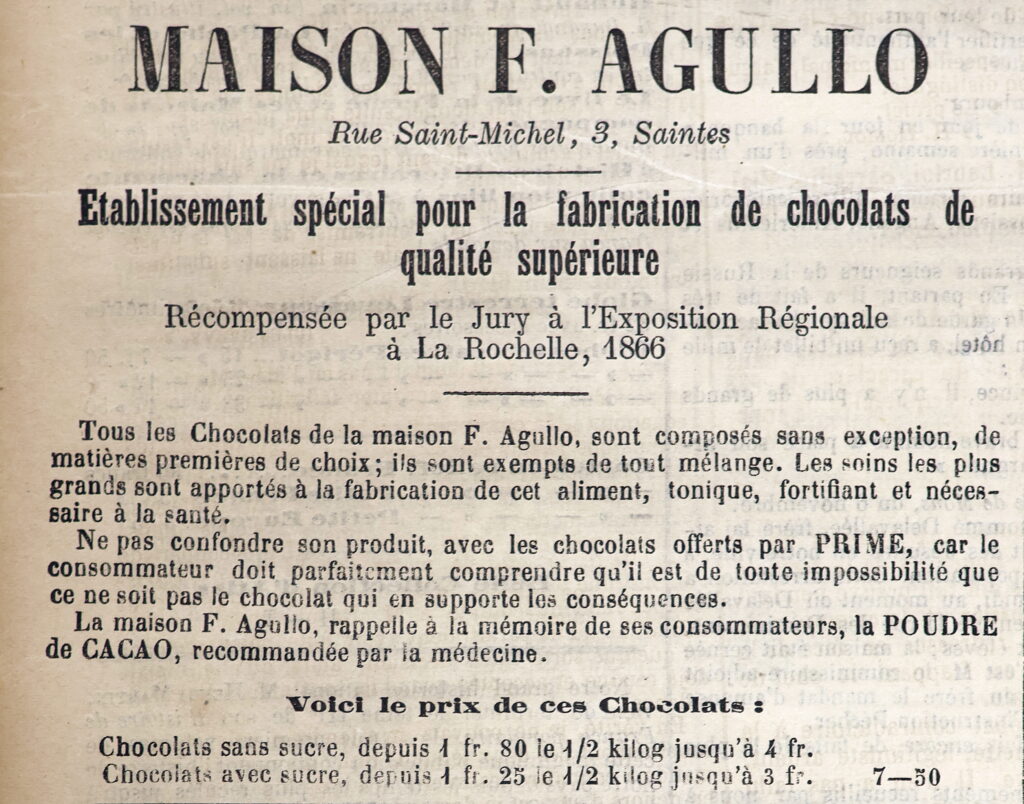 MAISON F. AGULLO
Rue Saint-Michel, 3, Saintes
Etablissement spécial pour la fabrication de chocolats de
qualité supérieure
Récompensée par le Jury à l'Exposition Régionale
à La Rochelle, 1866
Tous les Chocolats de la maison F. Agullo, sont composés sans exception, de
matières premières de choix; ils sont exempts de tout mélange. Les soins les plus
grands sont apportés à la fabrication de cet aliment, tonique, fortifiant et néces-
saire à la santé.
Ne pas confondre son produit, avec les chocolats offerts par PRIME, car le
consommateur doit parfaitement comprendre qu'il est de toute impossibilité que
ce ne soit pas le chocolat qui en supporte les conséquences.
La maison F. Agullo, rappelle à la mémoire de ses consommateurs, la POUDRE
de CACAO, recommandée par la médecine.
Voici le prix de ces Chocolats :
Chocolats sans sucre, depuis 1 fr. 80 le 1/2 kilog jusqu'à 4 fr.
Chocolats avec sucre, depuis 1 fr. 25 le 1/2 kilog jusqu'à 3 fr. 7—50